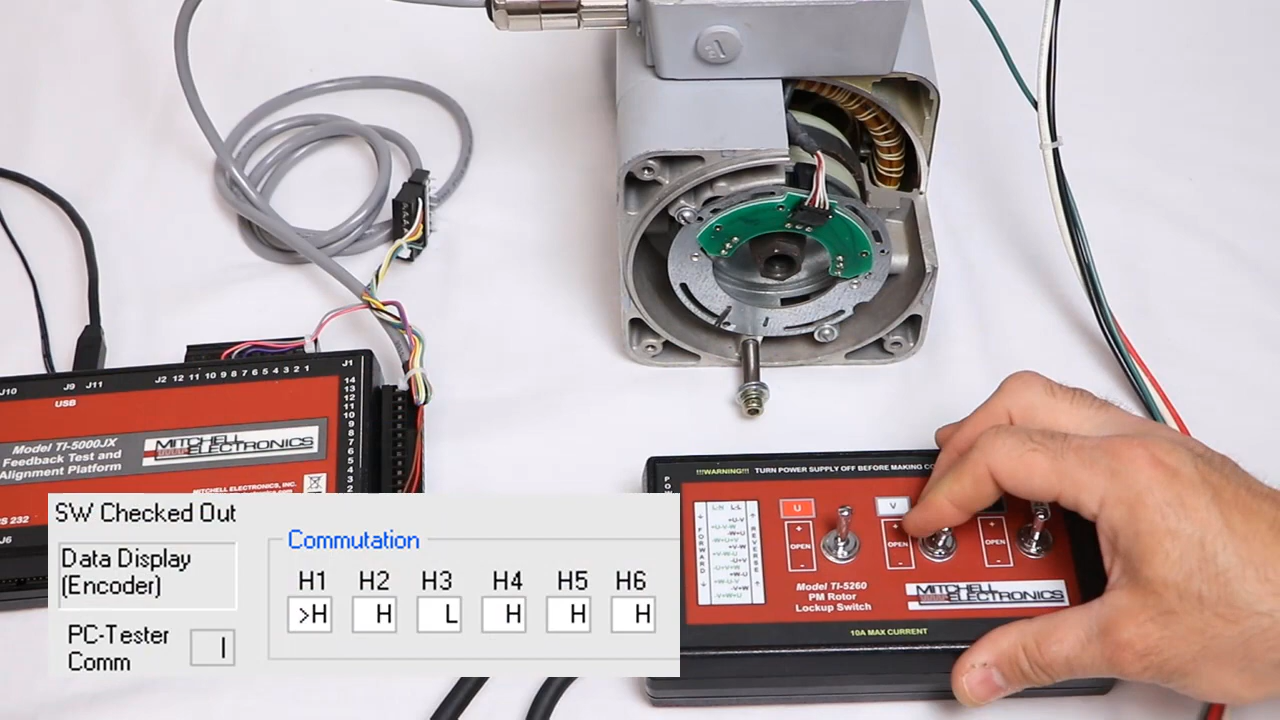 J10
J9
J11
USB
J2 12 11 10 9 8 7 6 5 4 3 2 1
J1
14
13
12
11
10
9
8
7
6
5
4
3
2
Model TI-5000JX
Feedback Test and
Alignment Platform
MITCHELL
ELECTRONICS
MITCHELL ELECTRONICS, INC.
RS 232
J6
!!!WARNING!!! TURN POWER SUPPLY OFF BEFORE MAKING CO
FORWARD
REVERSE
U
V
+
OPEN
-
+
OPEN
-
+
OPEN
-
Model TI-5260
PM Rotor
Lockup Switch
MITCHELL
ELECTRONICS
10A MAX CURRENT
SW Checked Out
Data Display
(Encoder)
PC-Tester
Comm
I
Commutation
H1 H2 H3 H4 H5 H6
>H H L H H H